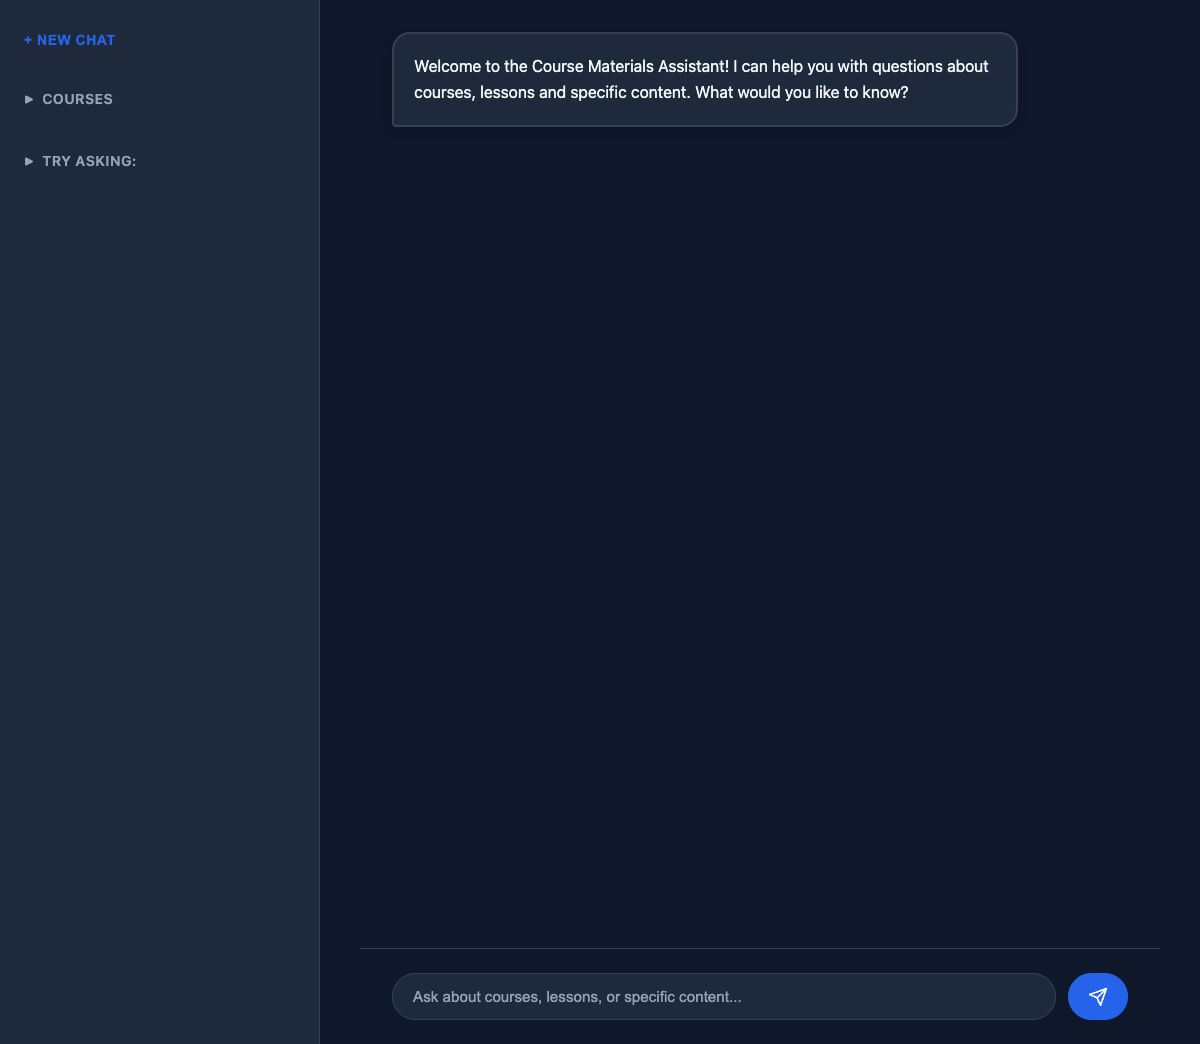 + NEW CHAT
▶ COURSES
▶ TRY ASKING:
Welcome to the Course Materials Assistant! I can help you with questions about
courses, lessons and specific content. What would you like to know?
Ask about courses, lessons, or specific content...